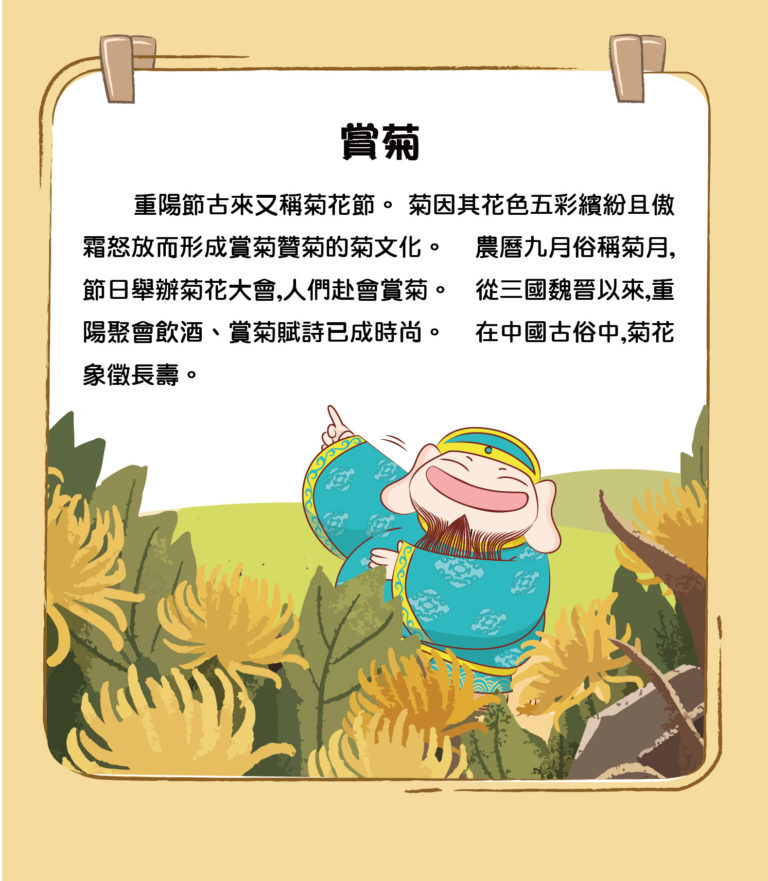 賞菊
重陽節古來又稱菊花節。 菊因其花色五彩繽紛且傲
霜怒放而形成賞菊贊菊的菊文化。 農曆九月俗稱菊月,
節日舉辦菊花大會,人們赴會賞菊。 從三國魏晉以來,重
陽聚會飲酒、賞菊賦詩已成時尚。 在中國古俗中,菊花
象徵長壽。